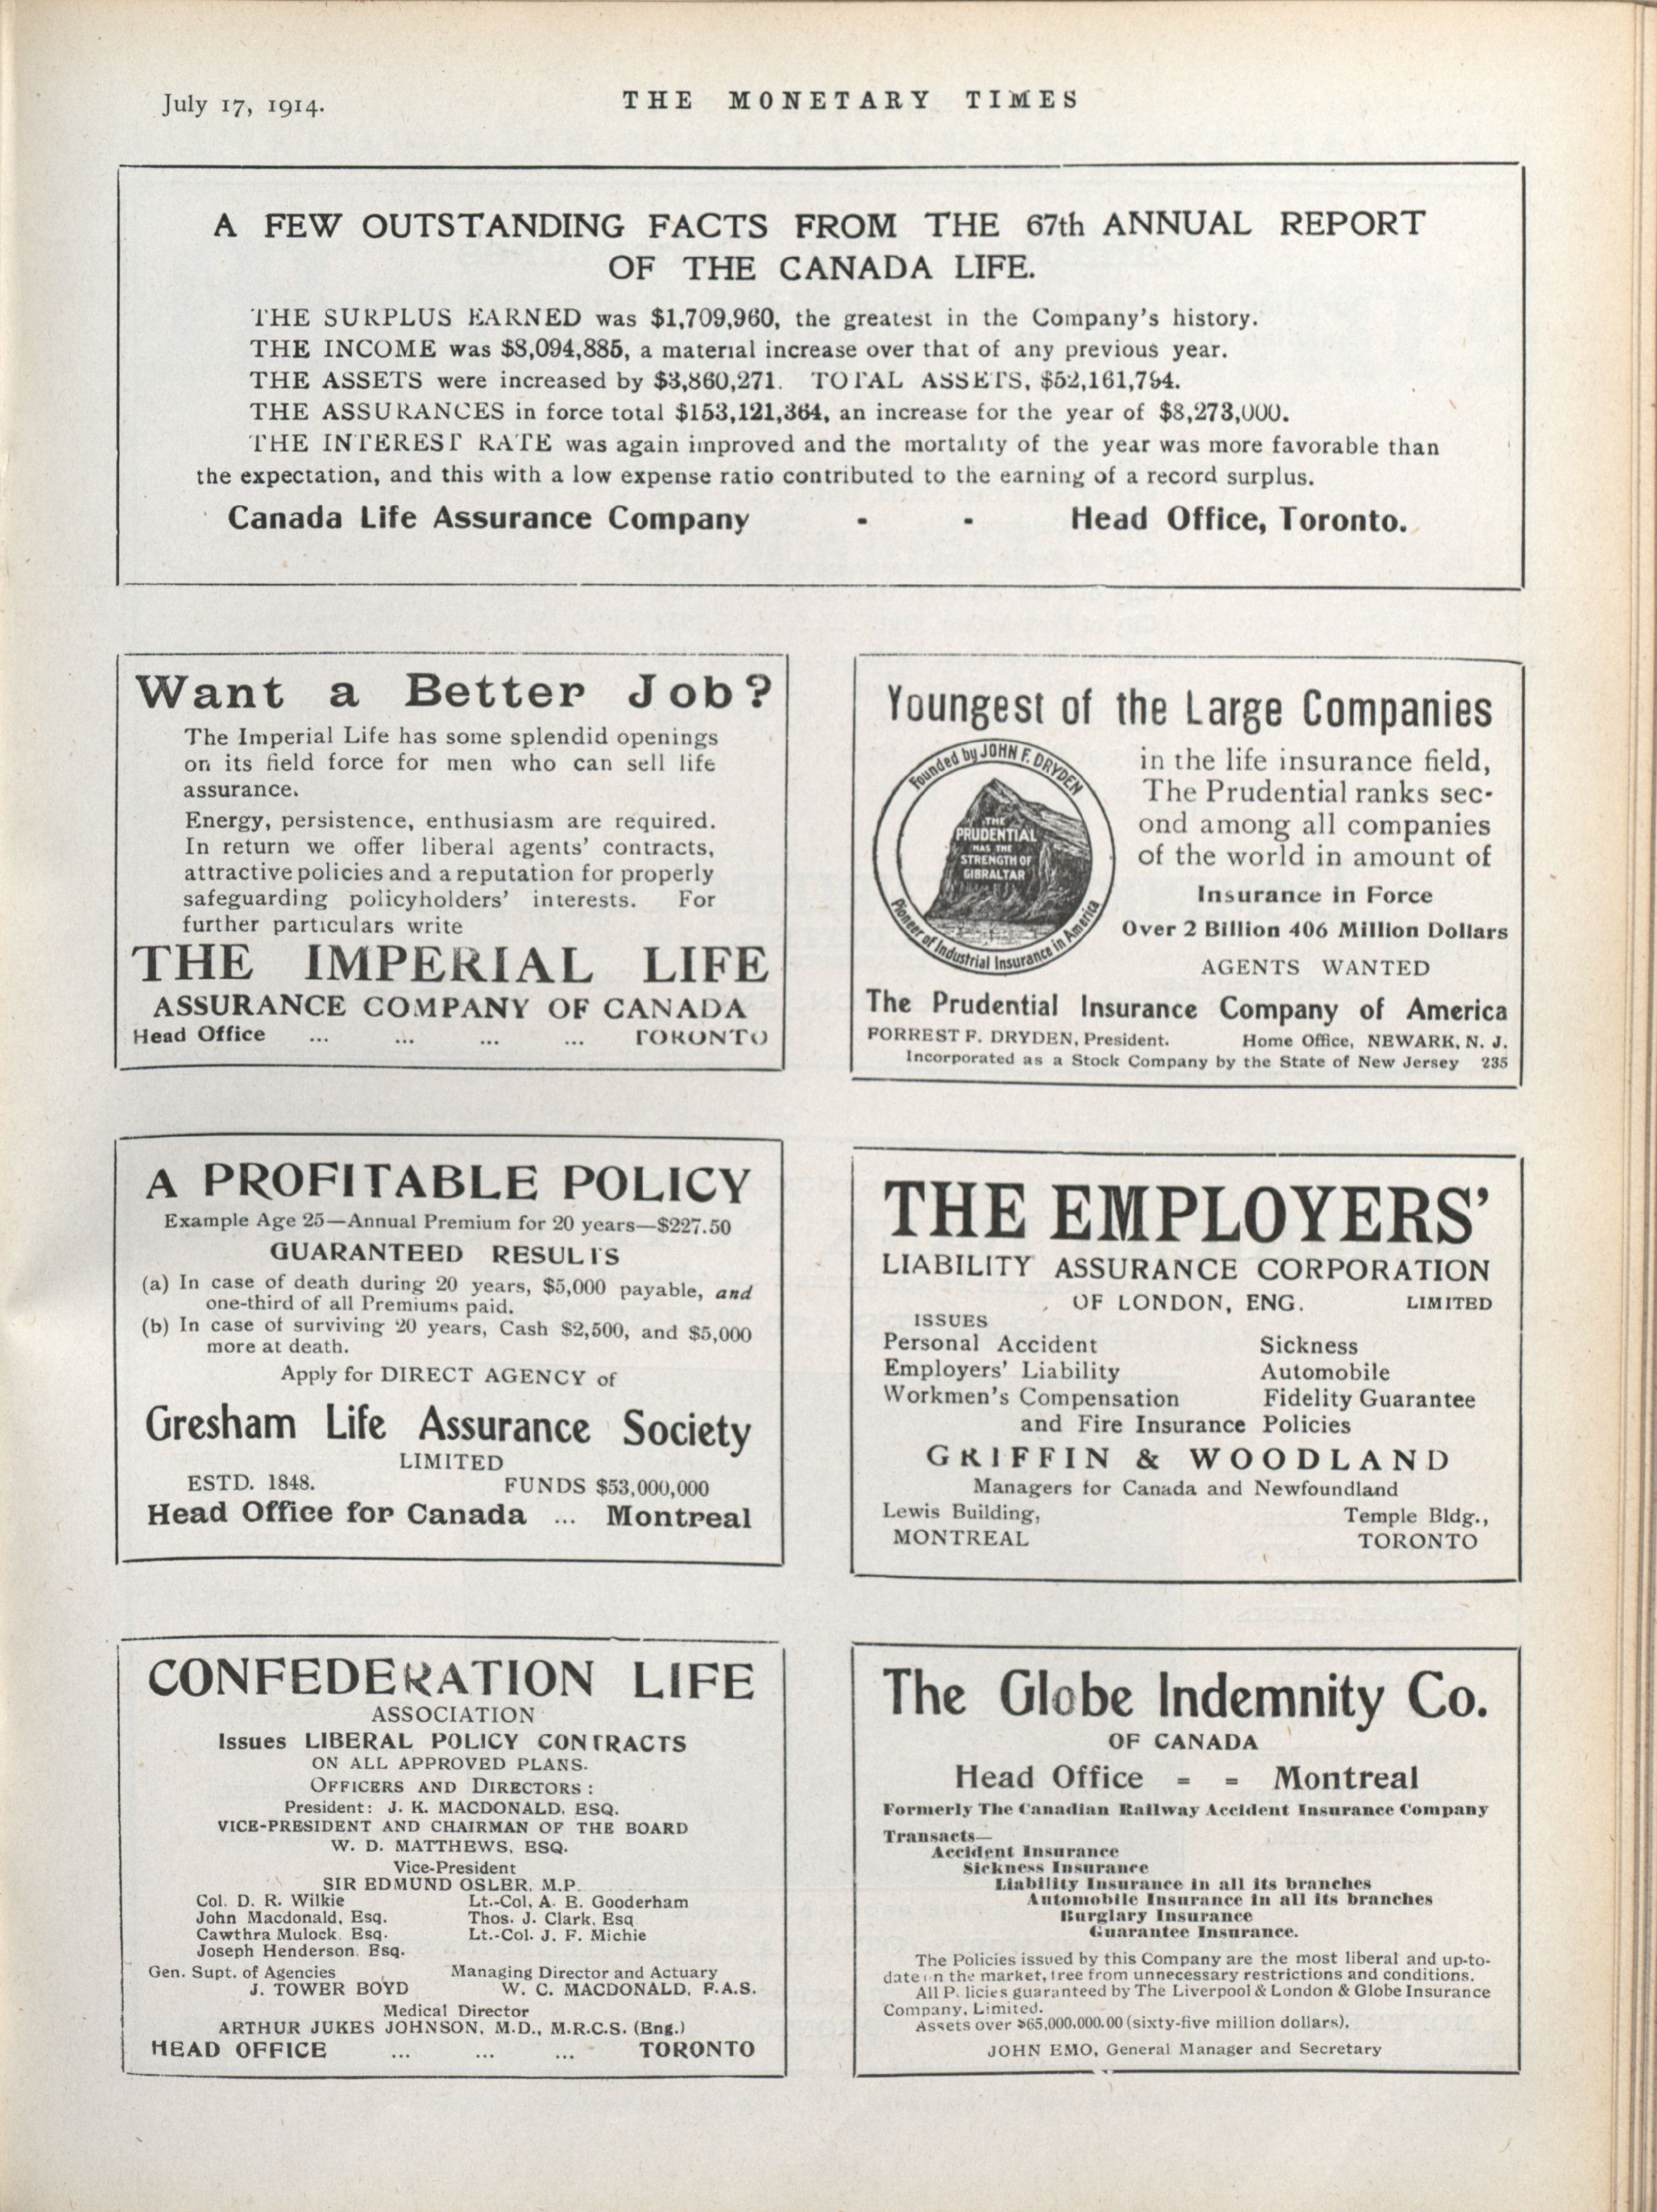 July 17, 1914.
THE MONETARY TIMES
A FEW OUTSTANDING FACTS FROM THE 67th ANNUAL REPORT
OF THE CANADA LIFE.
THE SURPLUS EARNED was $1,709,960, the greatest in the Company's history.
THE INCOME was $8,094,885, a material increase over that of any previous year.
THE ASSETS were increased by $3,860,271. TOTAL ASSETS, $52,161,794.
THE ASSURANCES in force total $153,121,364, an increase for the year of $8,273,000.
THE INTEREST RATE was again improved and the mortality of the year was more favorable than
the expectation, and this with a low expense ratio contributed to the earning of a record surplus.
Canada Life Assurance Company - - Head Office, Toronto.
Want a Better Job?
The Imperial Life has some splendid openings
on its field force for men who can sell life
assurance.
Energy, persistence, enthusiasm are required.
In return we offer liberal agents' contracts,
attractive policies and a reputation for properly
safeguarding policyholders' interests. For
further particulars write
THE IMPERIAL LIFE
ASSURANCE COMPANY OF CANADA
Head Office ... ... ... ... TORONTO
Youngest of the Large Companies
Founded by JOHN F. DRYDEN
THE
PRUDENTIAL
HAS THE
STRENGTH OF
GIBRALTAR
Pioneer of Industrial Insurance in America
in the life insurance field,
The Prudential ranks sec-
ond among all companies
of the world in amount of
Insurance in Force
Over 2 Billion 406 Million Dollars
AGENTS WANTED
The Prudential Insurance Company of America
FORREST F. DRYDEN, President. Home Office, NEWARK, N. J.
Incorporated as a Stock Company by the State of New Jersey 235
A PROFITABLE POLICY
Example Age 25—Annual Premium for 20 years—$227.50
GUARANTEED RESULTS
(a) In case of death during 20 years, $5,000 payable, and
one-third of all Premiums paid.
(b) In case of surviving 20 years, Cash $2,500, and $5,000
more at death.
Apply for DIRECT AGENCY of
Gresham Life Assurance Society
LIMITED
ESTD. 1848. FUNDS $53,000,000
Head Office for Canada ... Montreal
THE EMPLOYERS'
LIABILITY ASSURANCE CORPORATION
OF LONDON, ENG. LIMITED
ISSUES
Personal Accident Sickness
Employers' Liability Automobile
Workmen's Compensation Fidelity Guarantee
and Fire Insurance Policies
GRIFFIN & WOODLAND
Managers for Canada and Newfoundland
Lewis Building, Temple Bldg.,
MONTREAL TORONTO
CONFEDERATION LIFE
ASSOCIATION
Issues LIBERAL POLICY CONTRACTS
ON ALL APPROVED PLANS.
OFFICERS AND DIRECTORS:
President: J. K. MACDONALD, ESQ.
VICE-PRESIDENT AND CHAIRMAN OF THE BOARD
W. D. MATTHEWS, ESQ.
Vice-President
SIR EDMUND OSLER, M.P.
Col. D. R. Wilkie Lt.-Col. A. E. Gooderham
John Macdonald, Esq. Thos. J. Clark, Esq
Cawthra Mulock, Esq. Lt.-Col. J. F. Michie
Joseph Henderson, Esq.
Gen. Supt. of Agencies Managing Director and Actuary
J. TOWER BOYD W. C. MACDONALD, F.A.S.
Medical Director
ARTHUR JUKES JOHNSON, M.D., M.R.C.S. (Eng.)
HEAD OFFICE ... ... ... TORONTO
The Globe Indemnity Co.
OF CANADA
Head Office - - Montreal
Formerly The Canadian Railway Accident Insurance Company
Transacts—
Accident Insurance
Sickness Insurance
Liability Insurance in all its branches
Automobile Insurance in all its branches
Burglary Insurance
Guarantee Insurance.
The Policies issued by this Company are the most liberal and up-to-
date on the market, free from unnecessary restrictions and conditions.
All P licies guaranteed by The Liverpool & London & Globe Insurance
Company, Limited.
Assets over $65,000,000.00 (sixty-five million dollars).
JOHN EMO, General Manager and Secretary